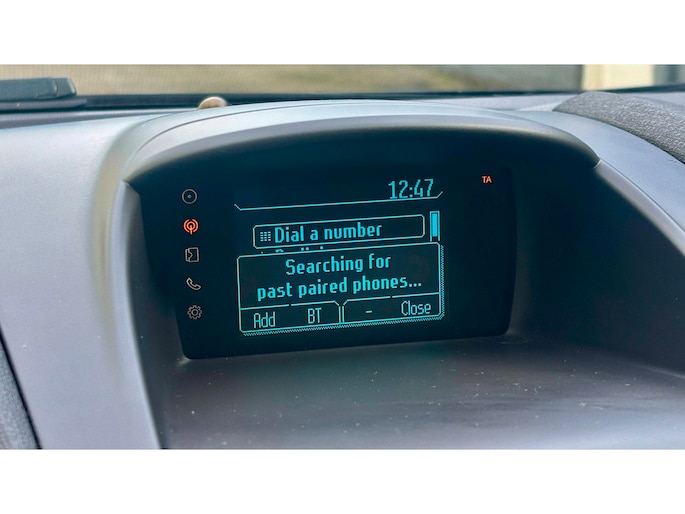 12:47
TA
Dial a number
Searching for
past paired phones...
Add BT - Close